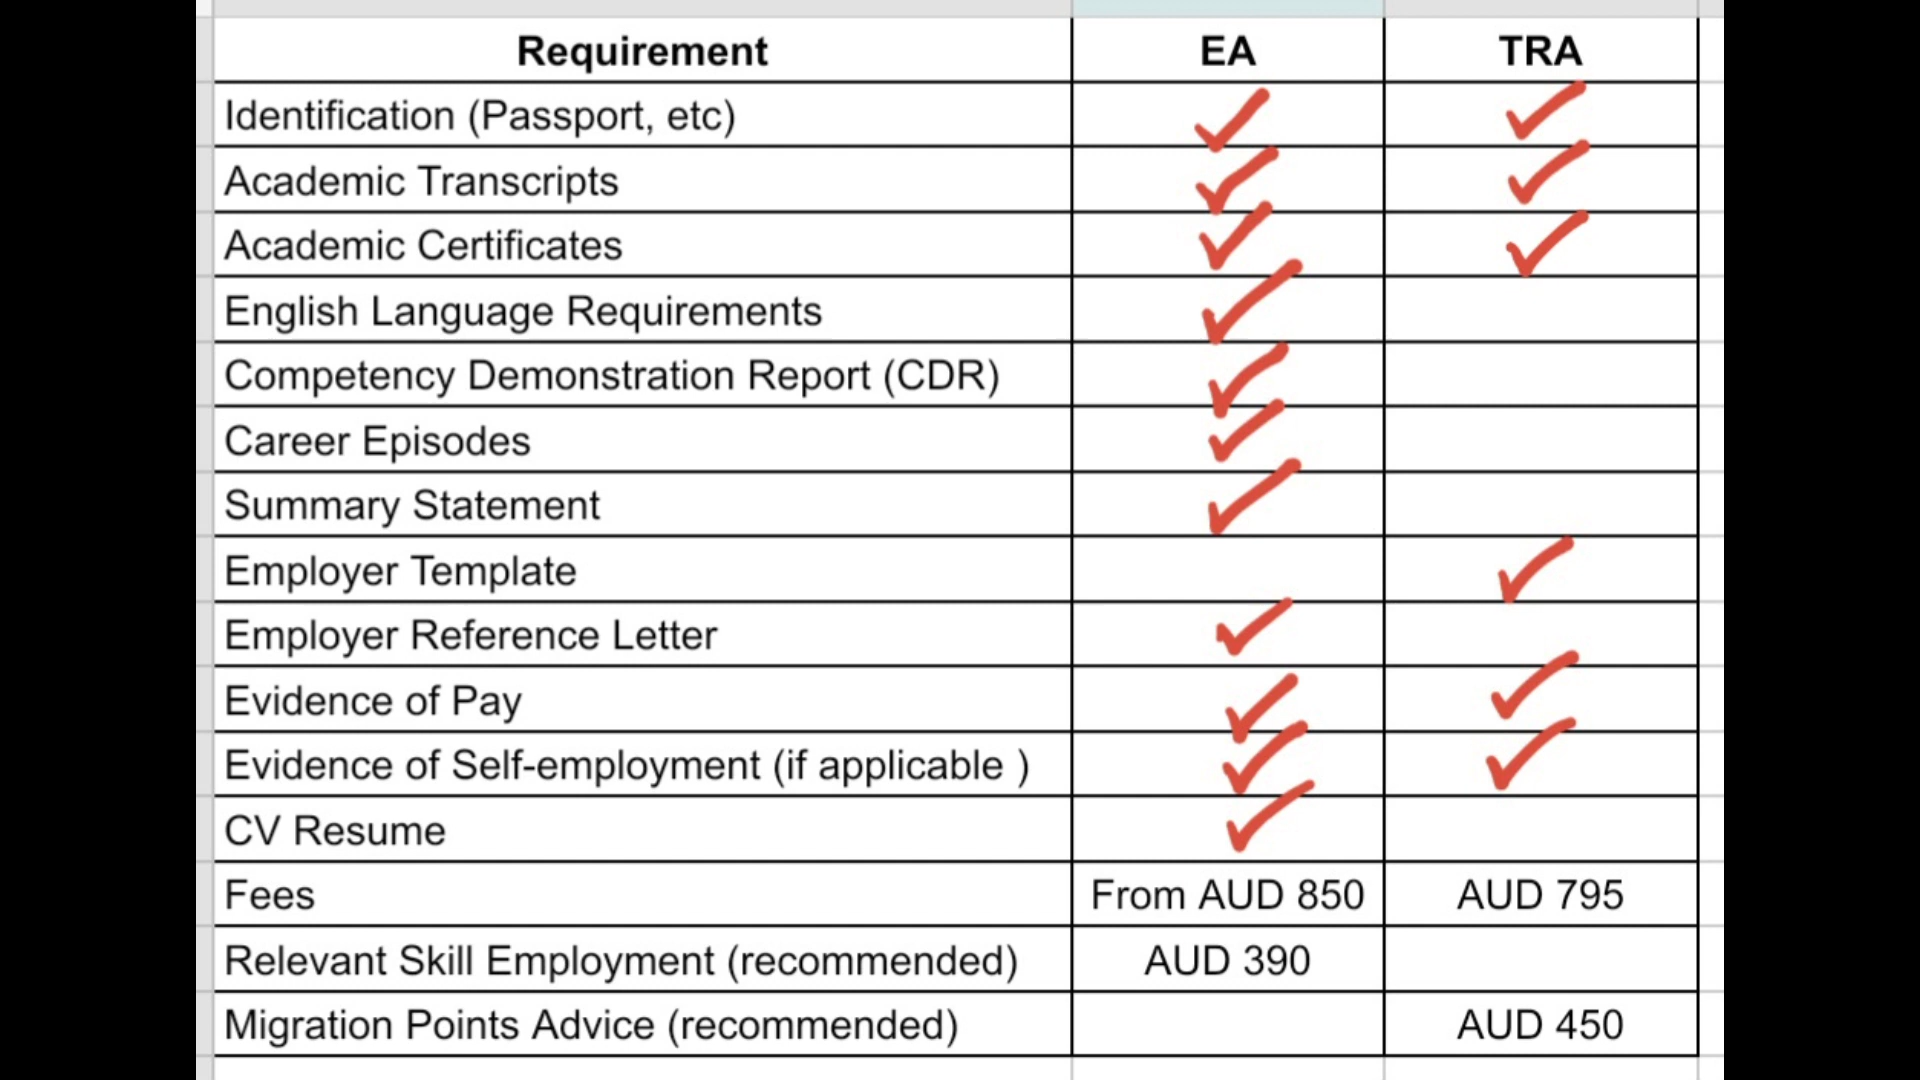 Requirement EA TRA
Identification (Passport, etc)
Academic Transcripts
Academic Certificates
English Language Requirements
Competency Demonstration Report (CDR)
Career Episodes
Summary Statement
Employer Template
Employer Reference Letter
Evidence of Pay
Evidence of Self-employment (if applicable )
CV Resume
Fees From AUD 850 AUD 795
Relevant Skill Employment (recommended) AUD 390
Migration Points Advice (recommended) AUD 450